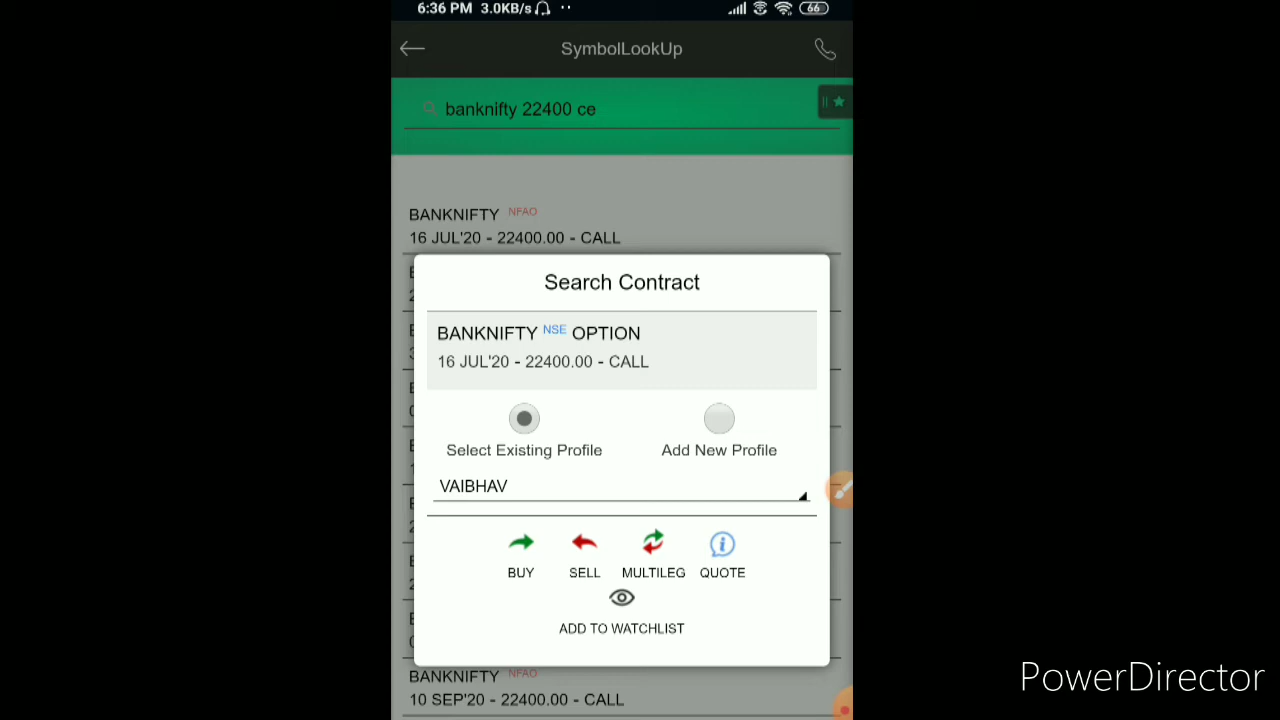 6:36 PM 3.0KB/s
66
SymbolLookUp
banknifty 22400 ce
BANKNIFTY NFAO
16 JUL'20 - 22400.00 - CALL
Search Contract
BANKNIFTY NSE OPTION
16 JUL'20 - 22400.00 - CALL
Select Existing Profile
Add New Profile
VAIBHAV
BUY
SELL
MULTILEG
QUOTE
ADD TO WATCHLIST
BANKNIFTY NFAO
10 SEP'20 - 22400.00 - CALL
PowerDirector